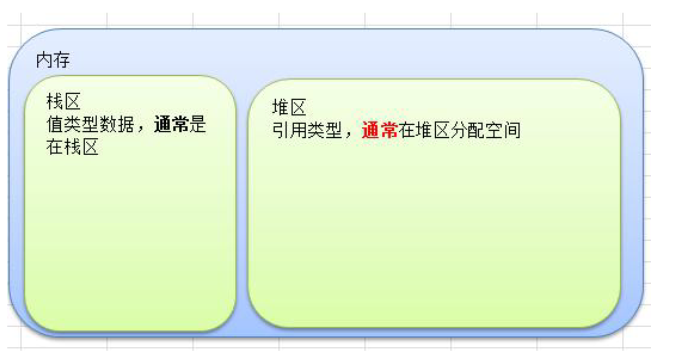 内存
栈区
值类型数据，通常是
在栈区
堆区
引用类型，通常在堆区分配空间